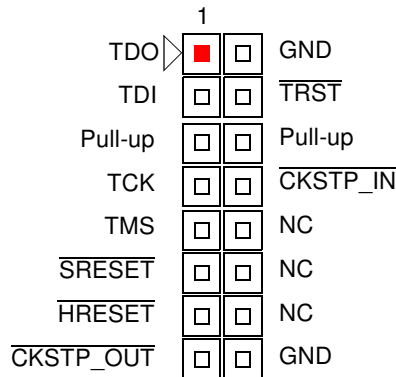 1
TDO GND
TDI TRST
Pull-up Pull-up
TCK CKSTP_IN
TMS NC
SRESET NC
HRESET NC
CKSTP_OUT GND